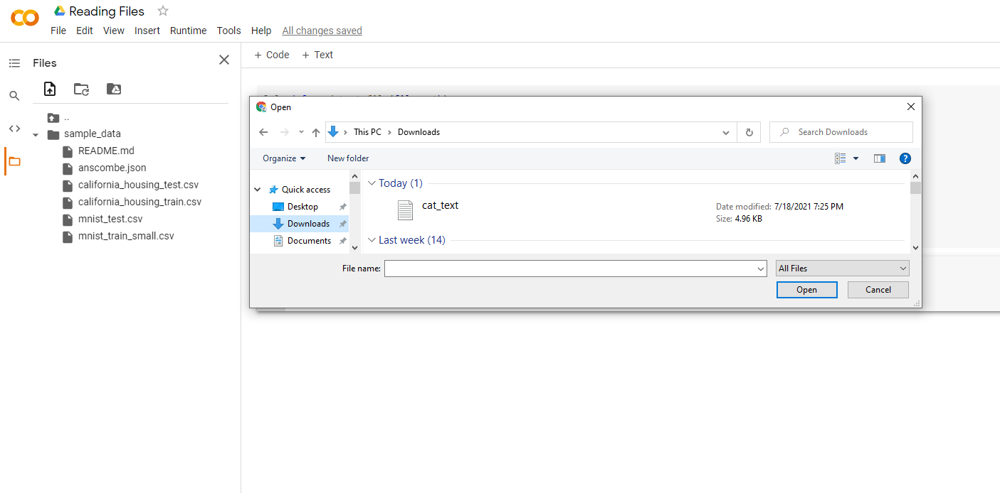 Reading Files
File Edit View Insert Runtime Tools Help All changes saved
Files
+ Code + Text
..
sample_data
README.md
anscombe.json
california_housing_test.csv
california_housing_train.csv
mnist_test.csv
mnist_train_small.csv
Open
This PC > Downloads
Search Downloads
Organize New folder
Quick access
Desktop
Downloads
Documents
Today (1)
cat_text
Date modified: 7/18/2021 7:25 PM
Size: 4.96 KB
Last week (14)
File name:
All Files
Open Cancel